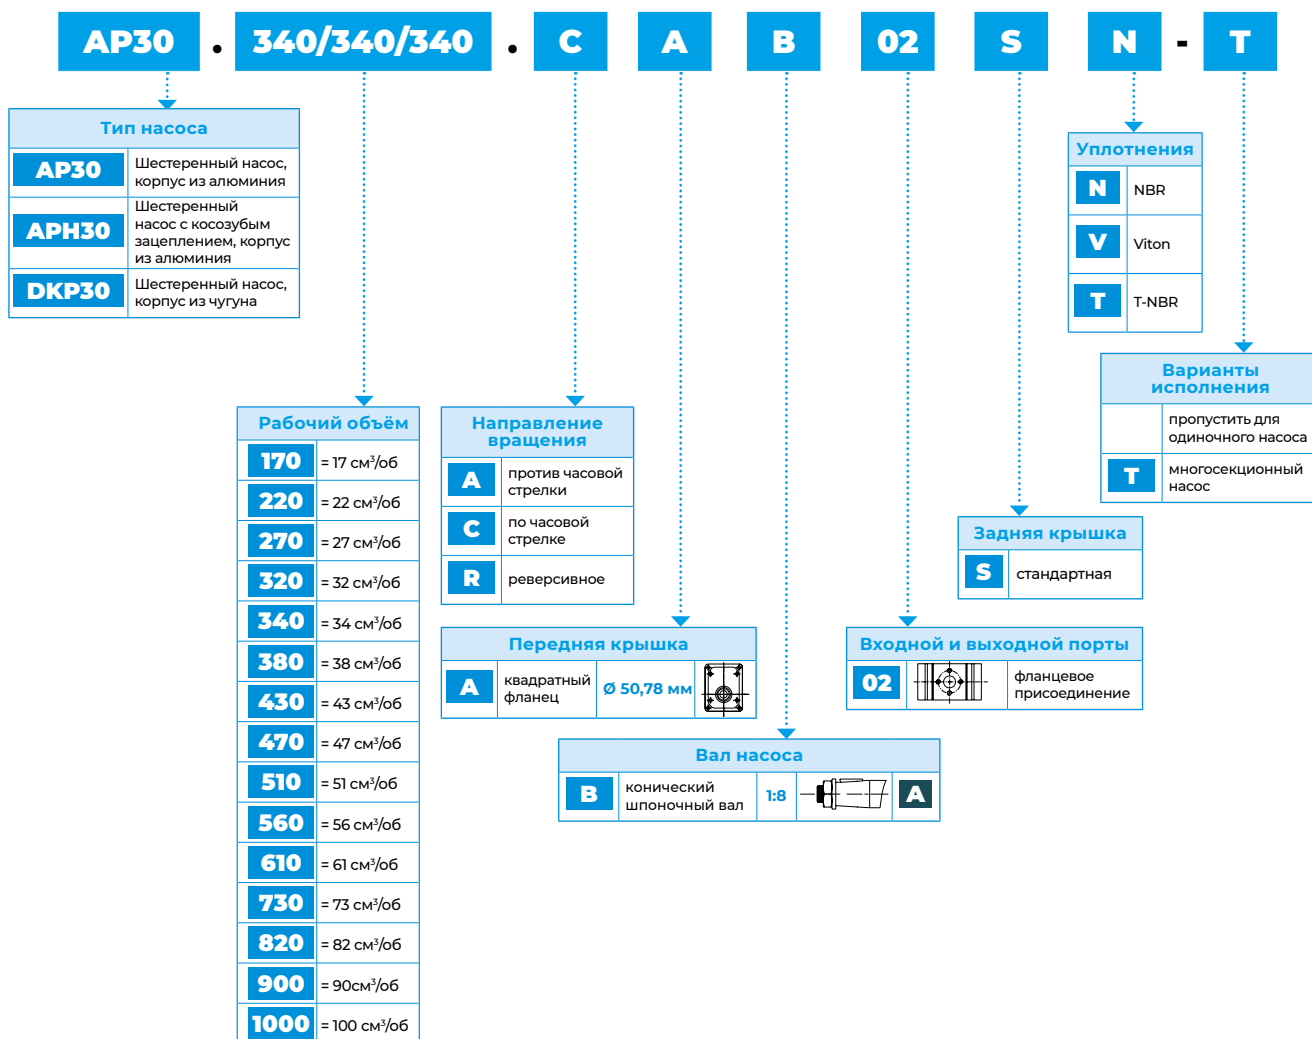 AP30 . 340/340/340 . C A B 02 S N - T
Тип насоса
AP30
Шестеренный насос,
корпус из алюминия
APH30
Шестеренный
насос с косозубым
зацеплением, корпус
из алюминия
DKP30
Шестеренный насос,
корпус из чугуна
Уплотнения
N NBR
V Viton
T T-NBR
Варианты
исполнения
пропустить для
одиночного насоса
T
многосекционный
насос
Рабочий объём
170 = 17 см³/об
220 = 22 см³/об
270 = 27 см³/об
320 = 32 см³/об
340 = 34 см³/об
380 = 38 см³/об
430 = 43 см³/об
470 = 47 см³/об
510 = 51 см³/об
560 = 56 см³/об
610 = 61 см³/об
730 = 73 см³/об
820 = 82 см³/об
900 = 90см³/об
1000 = 100 см³/об
Направление
вращения
A
против часовой
стрелки
C
по часовой
стрелке
R реверсивное
Задняя крышка
S стандартная
Передняя крышка
A
квадратный
фланец
Ø 50,78 мм
Входной и выходной порты
02
фланцевое
присоединение
Вал насоса
B
конический
шпоночный вал
1:8
A